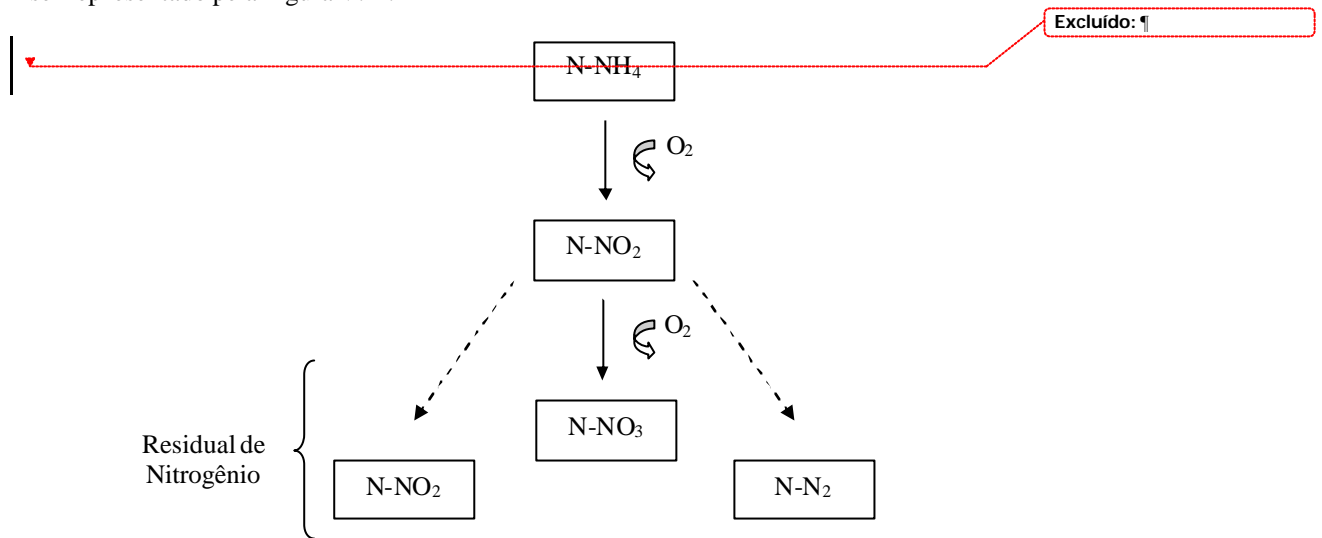 Excluído: ¶
N-NH₄
O₂
N-NO₂
O₂
N-NO₃
Residual de
Nitrogênio
N-NO₂
N-N₂